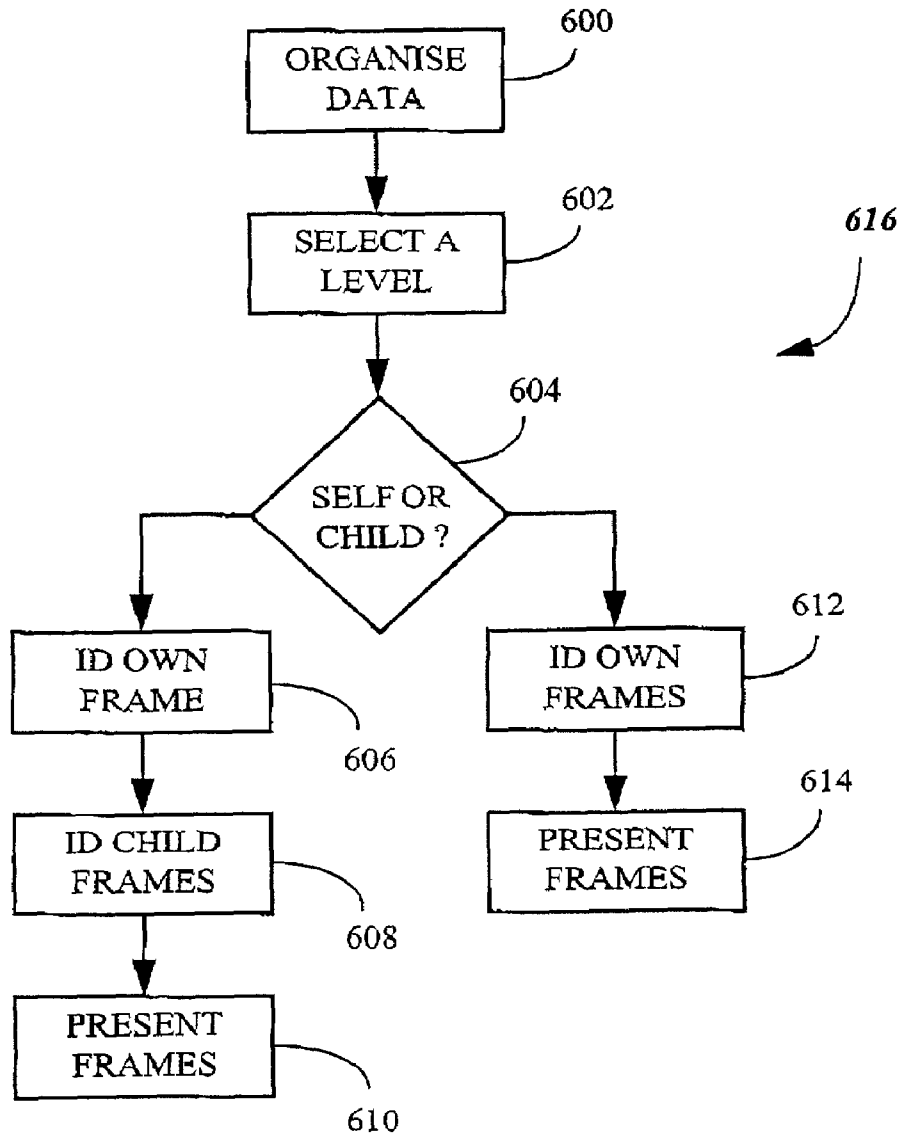 600
ORGANISE
DATA
602
SELECT A
LEVEL
616
604
SELF OR
CHILD ?
ID OWN
FRAME
606
612
ID OWN
FRAMES
ID CHILD
FRAMES
608
614
PRESENT
FRAMES
PRESENT
FRAMES
610